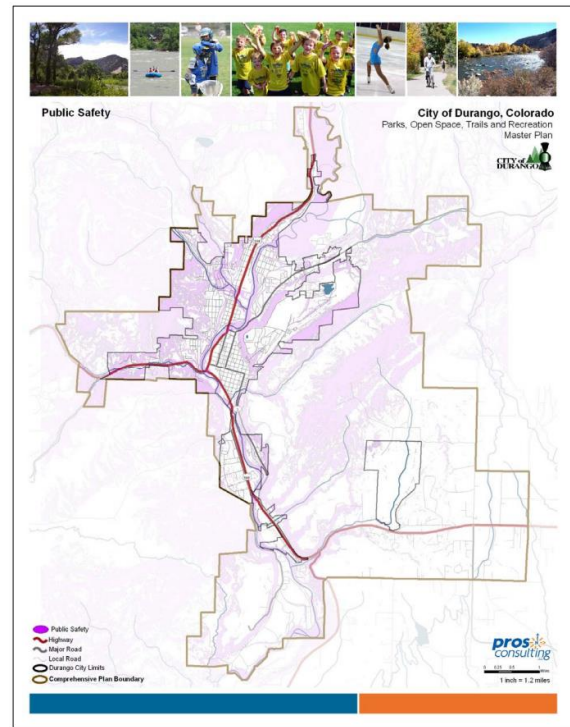 Public Safety
City of Durango, Colorado
Parks, Open Space, Trails and Recreation
Master Plan
CITY of
DURANGO
Public Safety
Highway
Major Road
Local Road
Durango City Limits
Comprehensive Plan Boundary
pros
consulting
1 inch = 1.2 miles